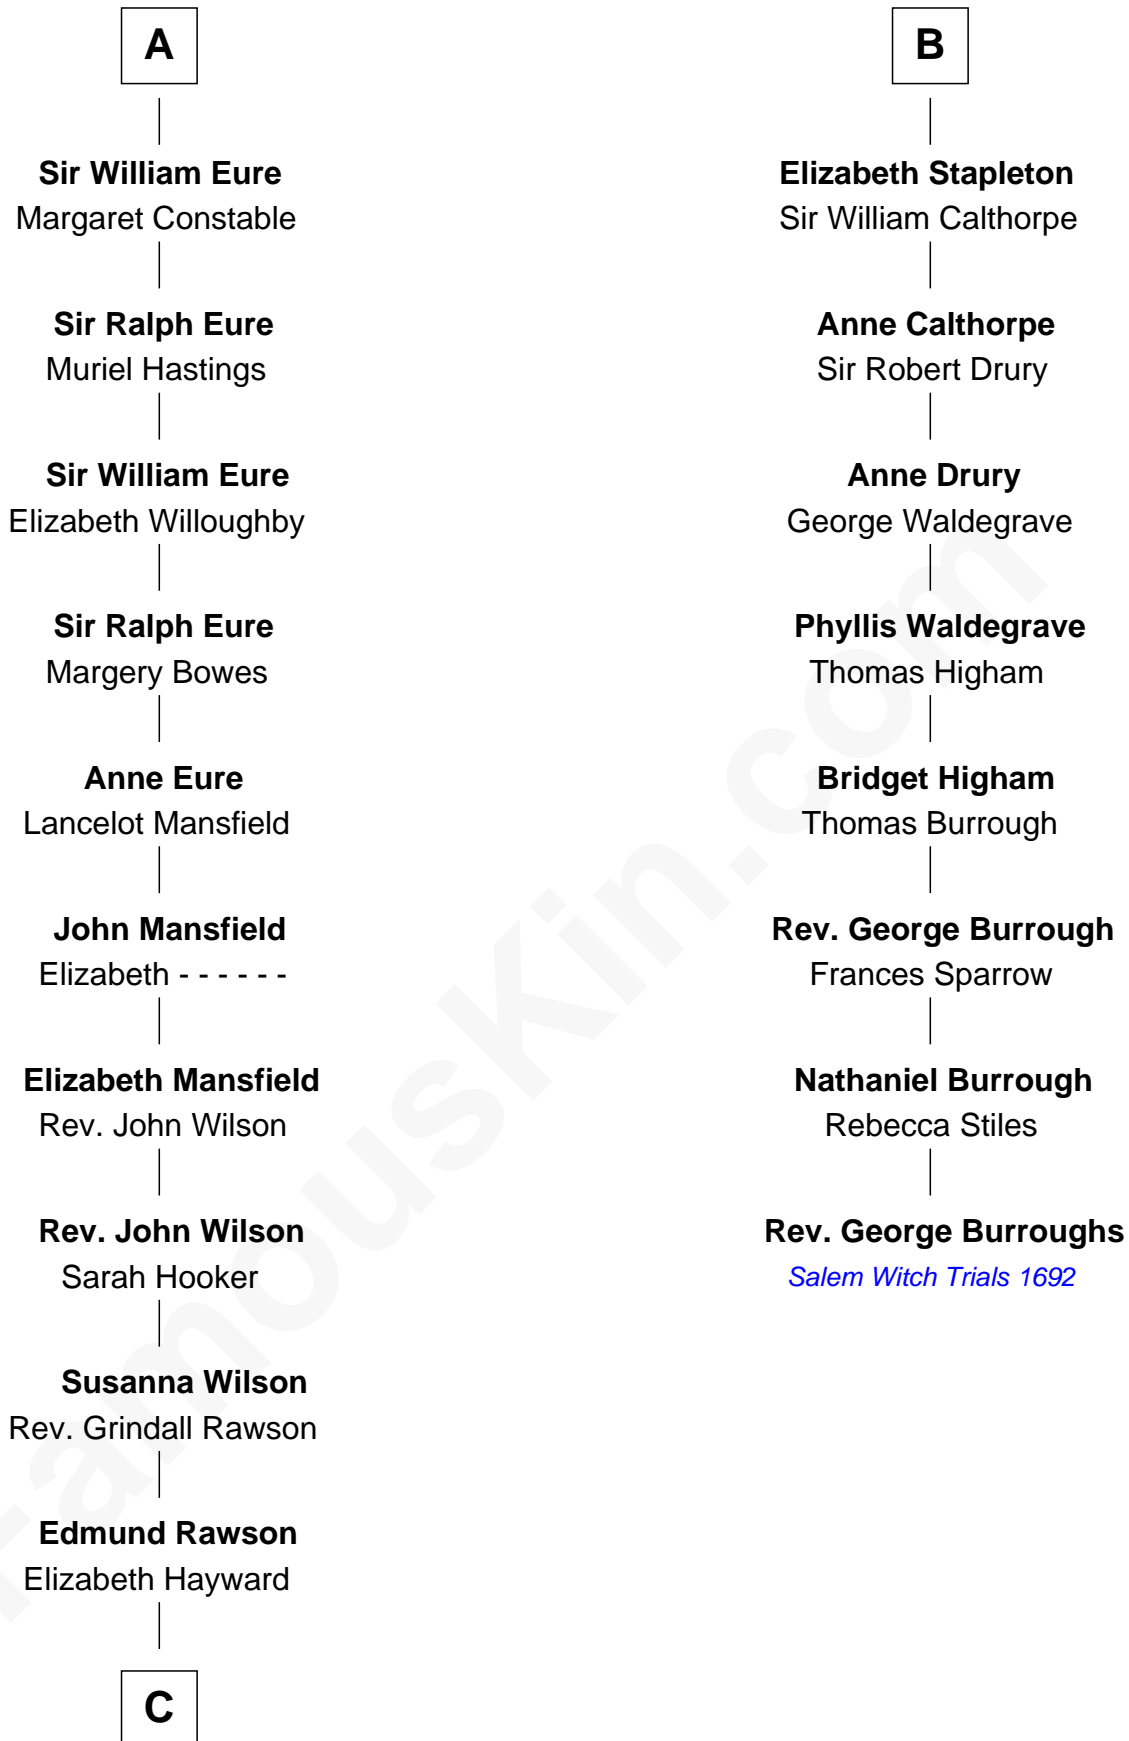 A
Sir William Eure
Margaret Constable
Sir Ralph Eure
Muriel Hastings
Sir William Eure
Elizabeth Willoughby
Sir Ralph Eure
Margery Bowes
Anne Eure
Lancelot Mansfield
John Mansfield
Elizabeth - - - - - -
Elizabeth Mansfield
Rev. John Wilson
Rev. John Wilson
Sarah Hooker
Susanna Wilson
Rev. Grindall Rawson
Edmund Rawson
Elizabeth Hayward
C
B
Elizabeth Stapleton
Sir William Calthorpe
Anne Calthorpe
Sir Robert Drury
Anne Drury
George Waldegrave
Phyllis Waldegrave
Thomas Higham
Bridget Higham
Thomas Burrough
Rev. George Burrough
Frances Sparrow
Nathaniel Burrough
Rebecca Stiles
Rev. George Burroughs
Salem Witch Trials 1692
FamousKin.com